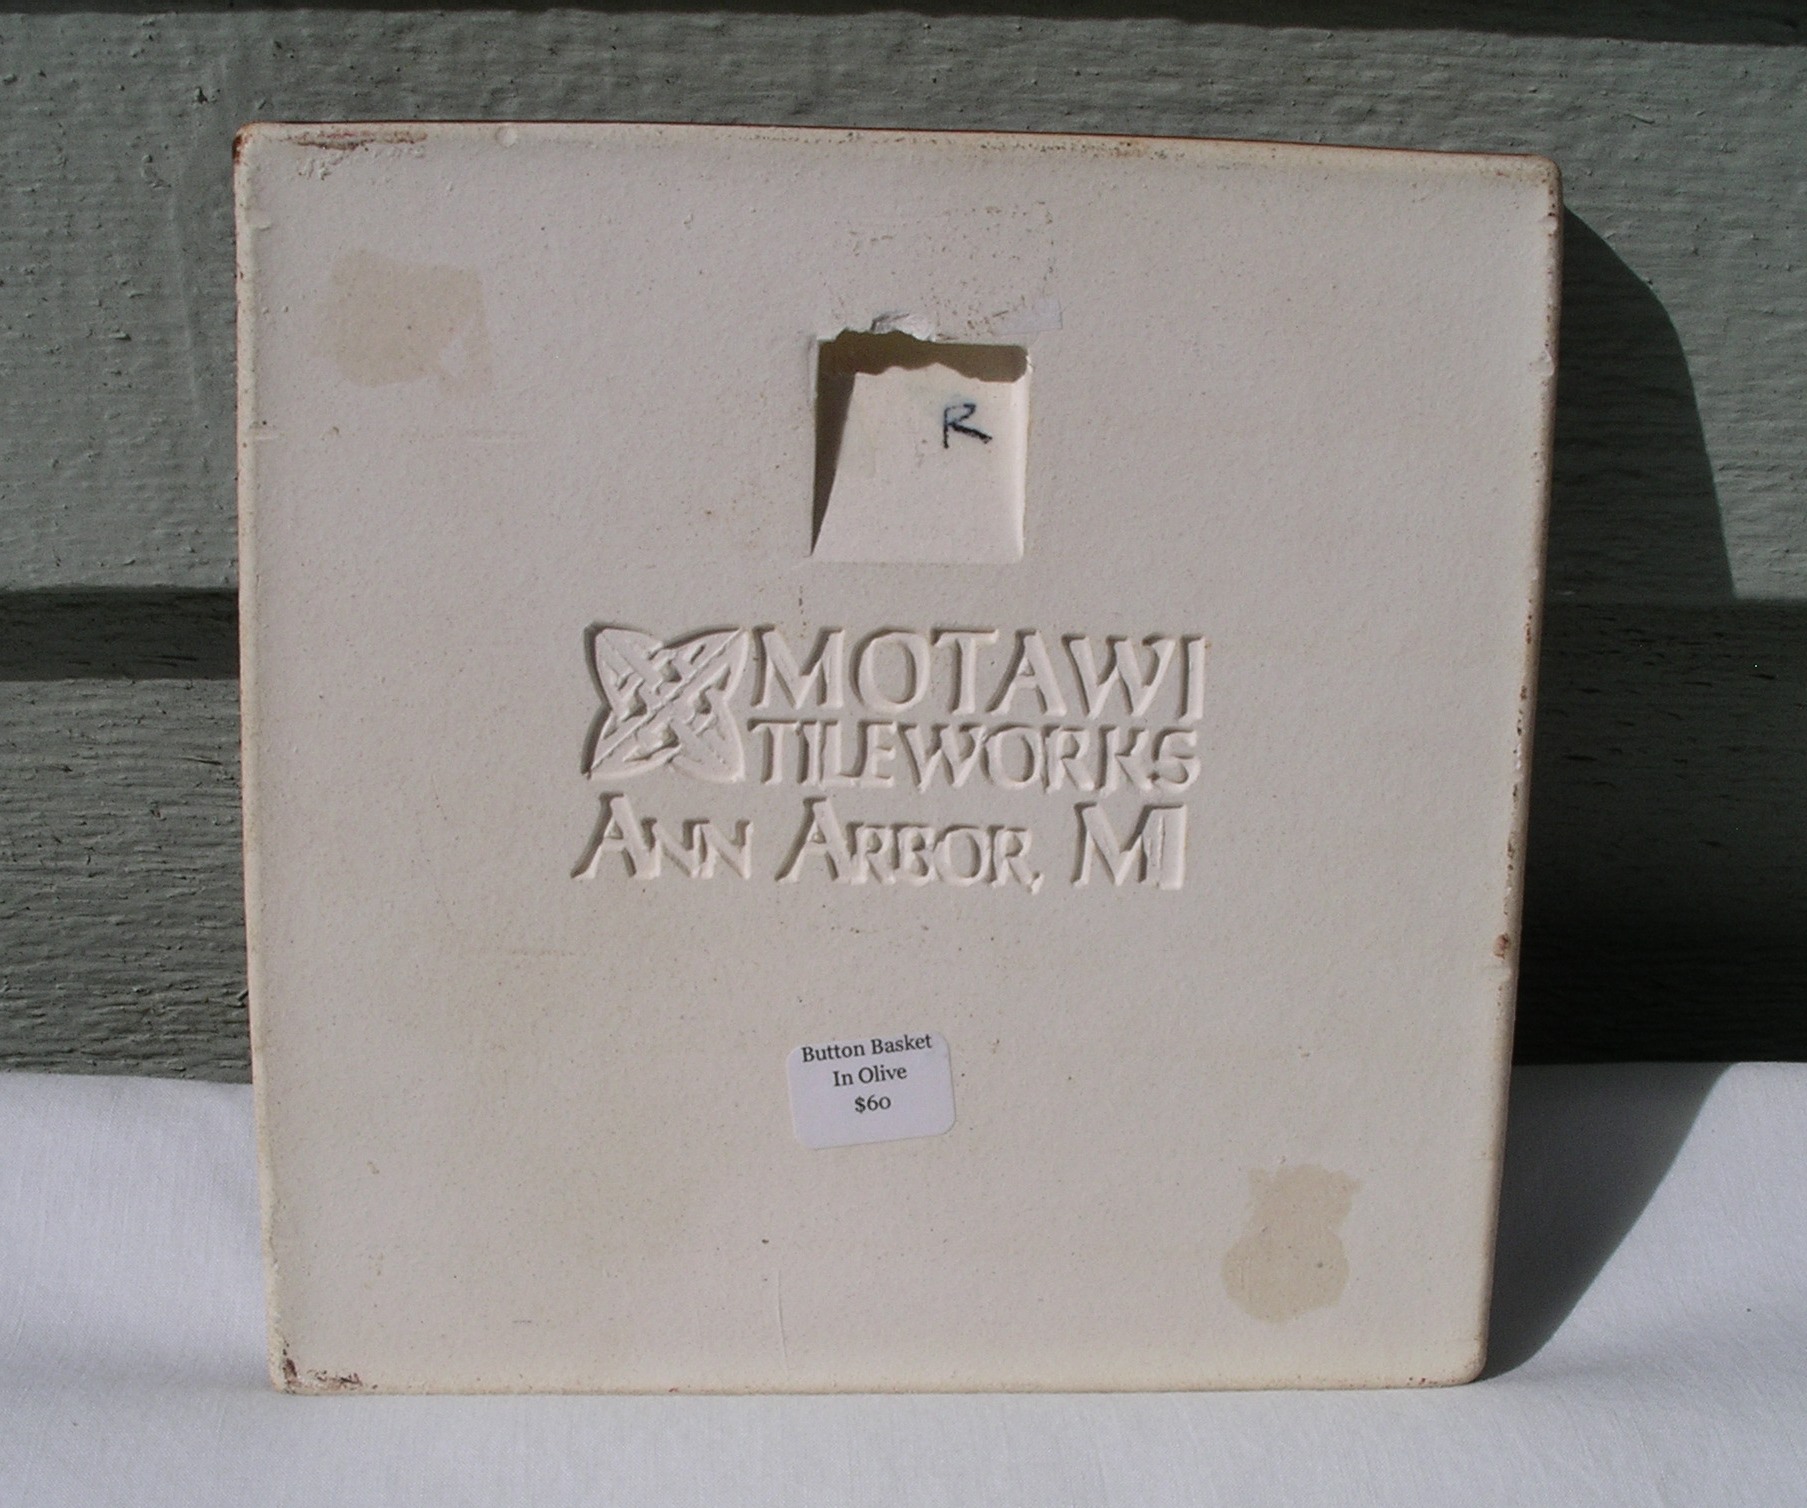 R
MOTAWI
TILEWORKS
ANN ARBOR, MI
Button Basket
In Olive
$60